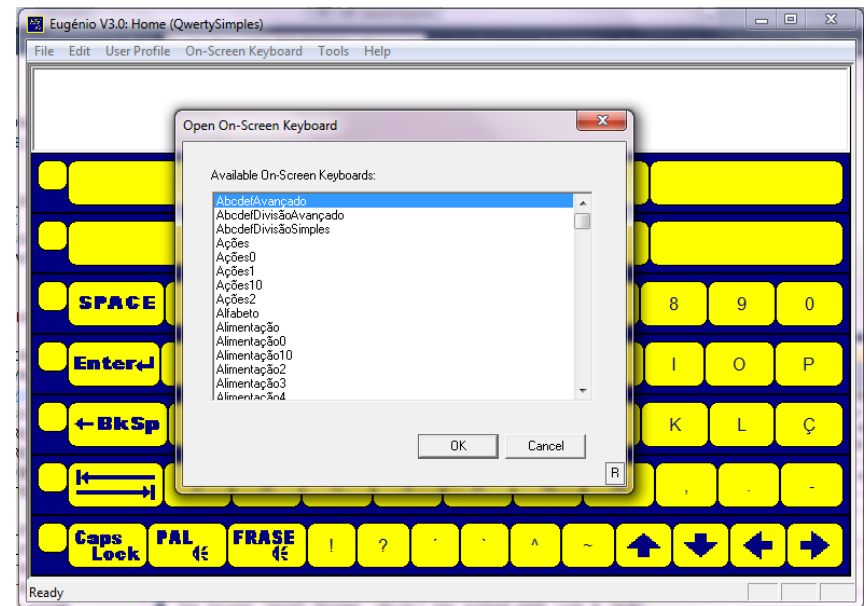 Eugénio V3.0: Home (QwertySimples)
File Edit User Profile On-Screen Keyboard Tools Help
Open On-Screen Keyboard
Available On-Screen Keyboards:
AbcdefAvançado
AbcdefDivisãoAvançado
AbcdefDivisãoSimples
Ações
Ações0
Ações1
Ações10
Ações2
Alfabeto
Alimentação
Alimentação0
Alimentação10
Alimentação2
Alimentação3
Alimentação4
OK Cancel
R
SPACE 8 9 0
Enter↵ I O P
←BkSp K L Ç
, . -
Caps Lock PAL FRASE ! ? ´ ` ^ ~
Ready